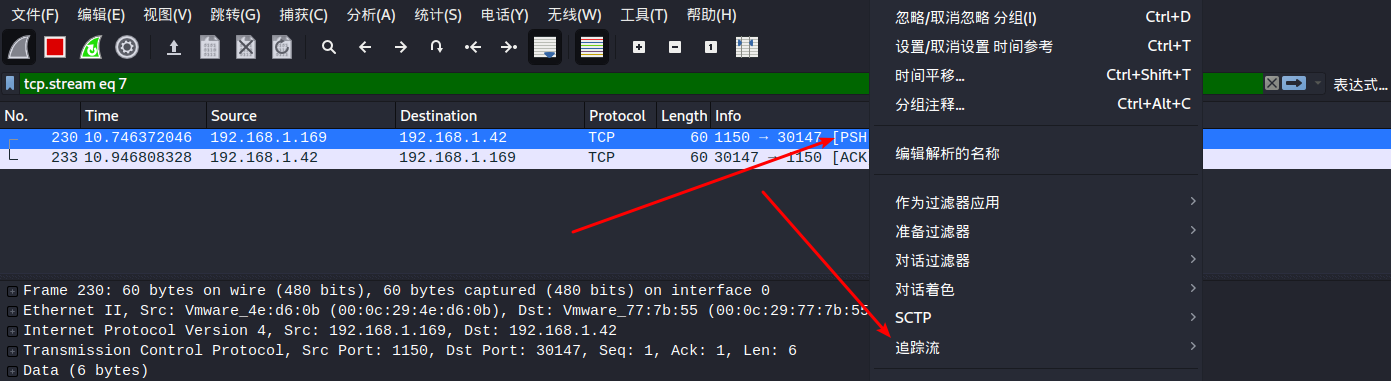 文件(F) 编辑(E) 视图(V) 跳转(G) 捕获(C) 分析(A) 统计(S) 电话(Y) 无线(W) 工具(T) 帮助(H)
tcp.stream eq 7 表达式…
No. Time Source Destination Protocol Length Info
230 10.746372046 192.168.1.169 192.168.1.42 TCP 60 1150 → 30147 [PSH
233 10.946808328 192.168.1.42 192.168.1.169 TCP 60 30147 → 1150 [ACK
Frame 230: 60 bytes on wire (480 bits), 60 bytes captured (480 bits) on interface 0
Ethernet II, Src: Vmware_4e:d6:0b (00:0c:29:4e:d6:0b), Dst: Vmware_77:7b:55 (00:0c:29:77:7b:55
Internet Protocol Version 4, Src: 192.168.1.169, Dst: 192.168.1.42
Transmission Control Protocol, Src Port: 1150, Dst Port: 30147, Seq: 1, Ack: 1, Len: 6
Data (6 bytes)
忽略/取消忽略 分组(I) Ctrl+D
设置/取消设置 时间参考 Ctrl+T
时间平移… Ctrl+Shift+T
分组注释… Ctrl+Alt+C
编辑解析的名称
作为过滤器应用
准备过滤器
对话过滤器
对话着色
SCTP
追踪流